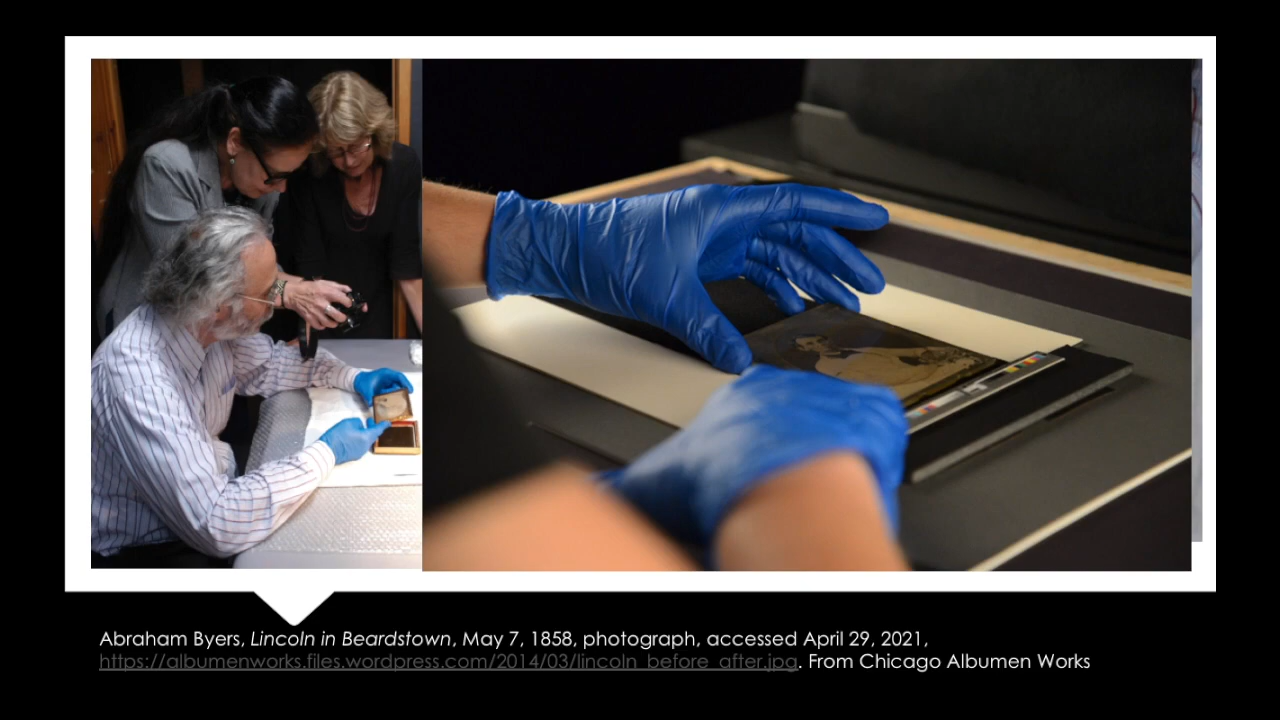 Abraham Byers, Lincoln in Beardstown, May 7, 1858, photograph, accessed April 29, 2021,
https://albumenworks.files.wordpress.com/2014/03/lincoln_before_after.jpg. From Chicago Albumen Works